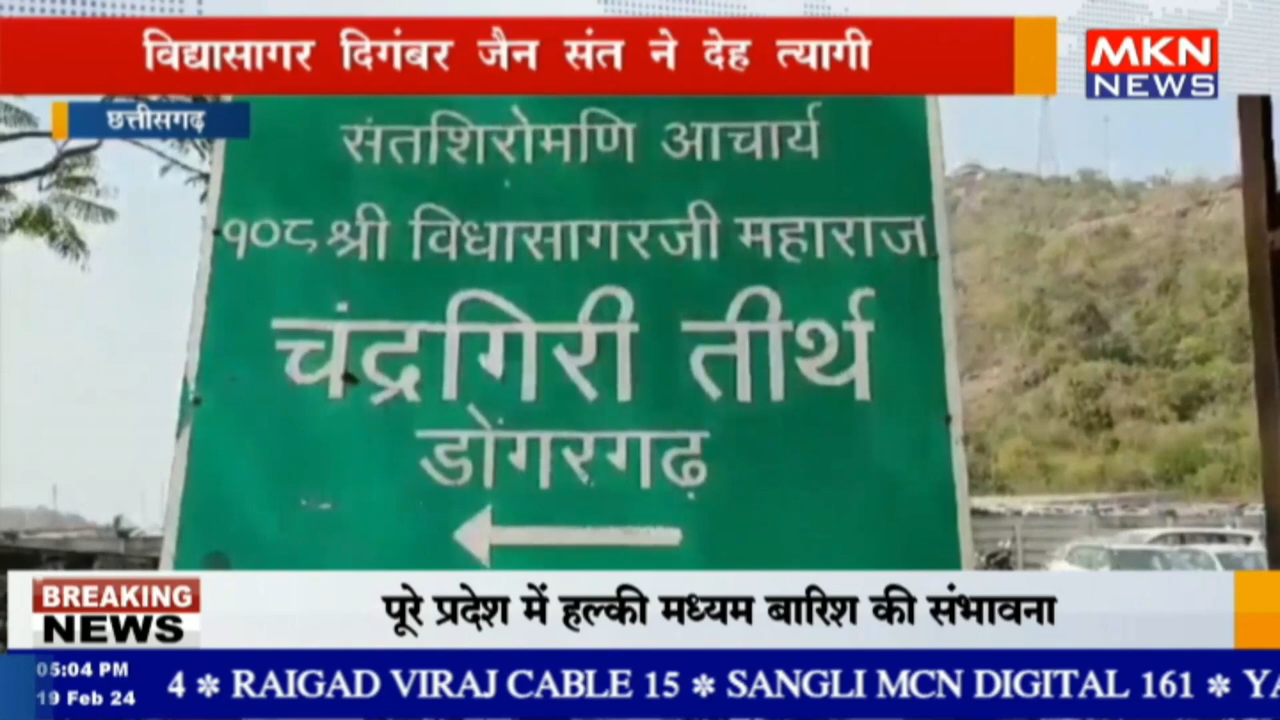 विद्यासागर दिगंबर जैन संत ने देह त्यागी
MKN
NEWS
छत्तीसगढ़
संतशिरोमणि आचार्य
१०८ श्री विधासागरजी महाराज
चंद्रगिरी तीर्थ
डोंगरगढ़
BREAKING
NEWS
पूरे प्रदेश में हल्की मध्यम बारिश की संभावना
05:04 PM
19 Feb 24
4 * RAIGAD VIRAJ CABLE 15 * SANGLI MCN DIGITAL 161 * YA